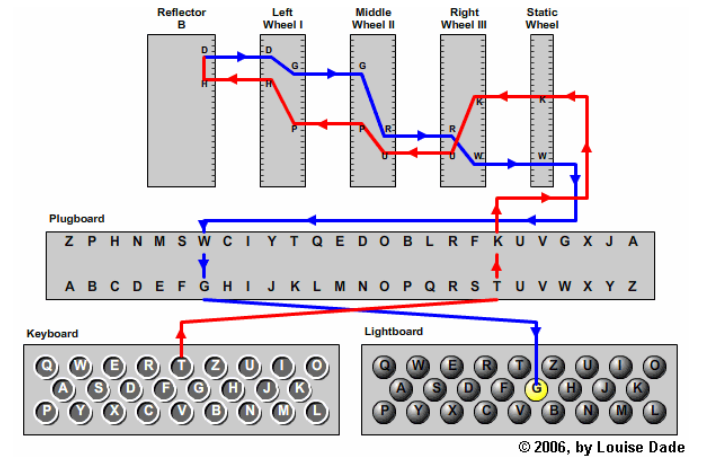 Reflector B
Left Wheel I
Middle Wheel II
Right Wheel III
Static Wheel
D D
G G
H H
K K
P P R R
U U W W
Plugboard
Z P H N M S W C I Y T Q E D O B L R F K U V G X J A
A B C D E F G H I J K L M N O P Q R S T U V W X Y Z
Keyboard
Q W E R T Z U I O
A S D F G H J K
P Y X C V B N M L
Lightboard
Q W E R T Z U I O
A S D F G H J K
P Y X C V B N M L
© 2006, by Louise Dade